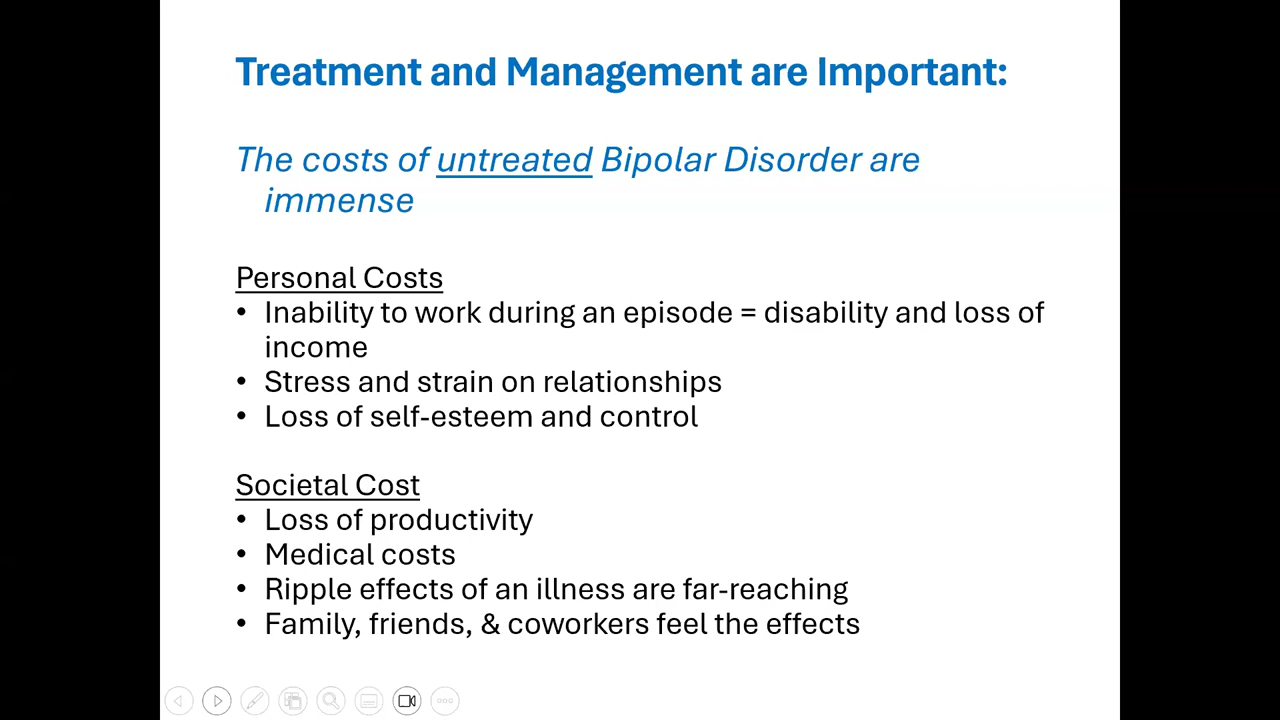 Treatment and Management are Important:
The costs of untreated Bipolar Disorder are
immense
Personal Costs
• Inability to work during an episode = disability and loss of
income
• Stress and strain on relationships
• Loss of self-esteem and control
Societal Cost
• Loss of productivity
• Medical costs
• Ripple effects of an illness are far-reaching
• Family, friends, & coworkers feel the effects